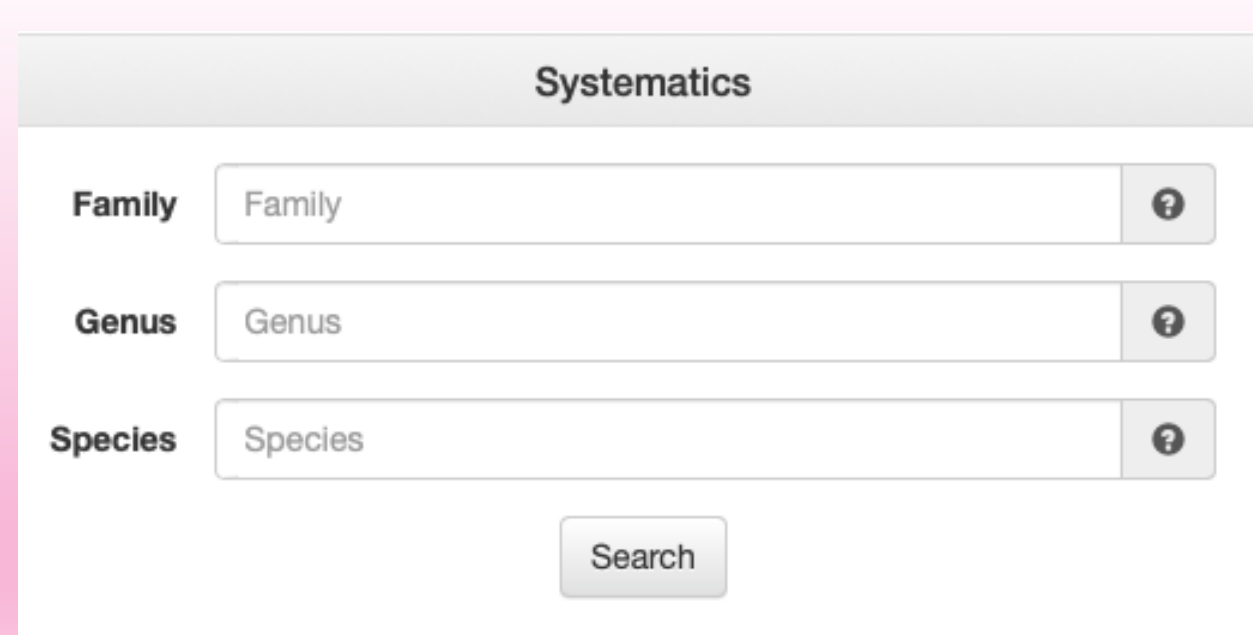 Systematics
Family Family
Genus Genus
Species Species
Search